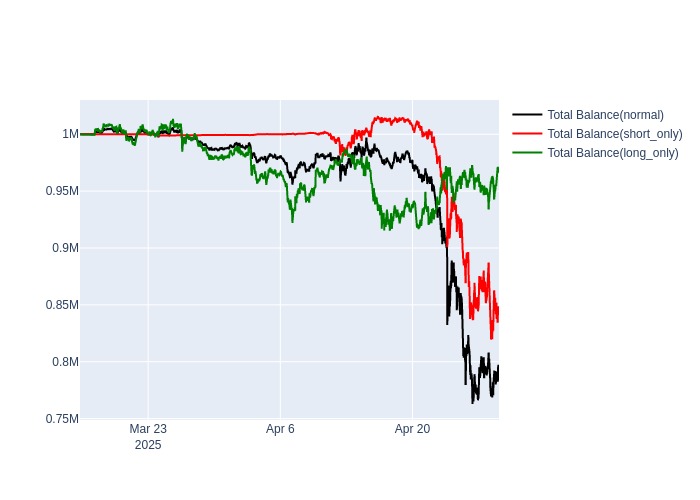 Total Balance(normal)
Total Balance(short_only)
Total Balance(long_only)
1M
0.95M
0.9M
0.85M
0.8M
0.75M
Mar 23
2025
Apr 6
Apr 20